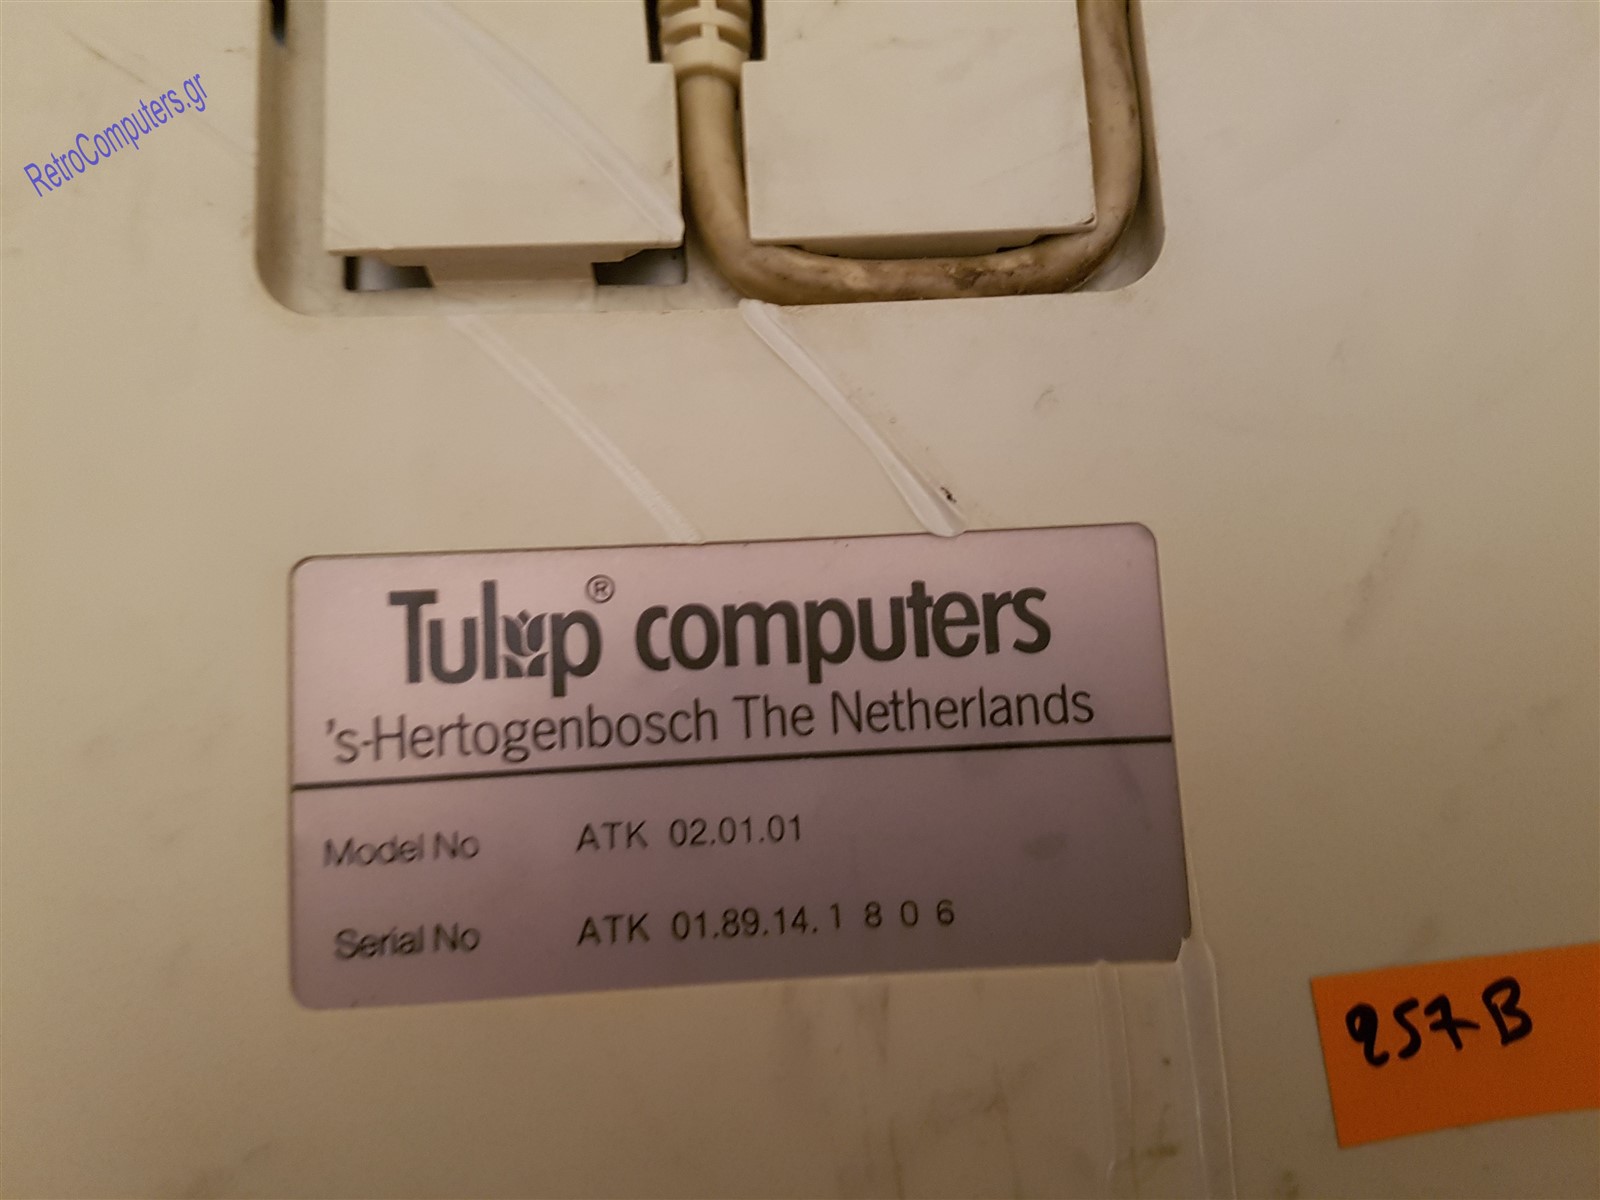 RetroComputers.gr
Tulip® computers
's-Hertogenbosch The Netherlands
Model No ATK 02.01.01
Serial No ATK 01.89.14.1 8 0 6
257B